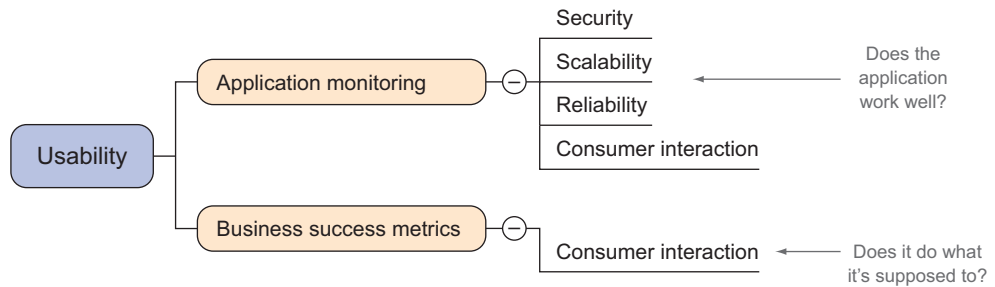 Usability
Application monitoring
Security
Scalability
Reliability
Consumer interaction
Does the
application
work well?
Business success metrics
Consumer interaction
Does it do what
it's supposed to?